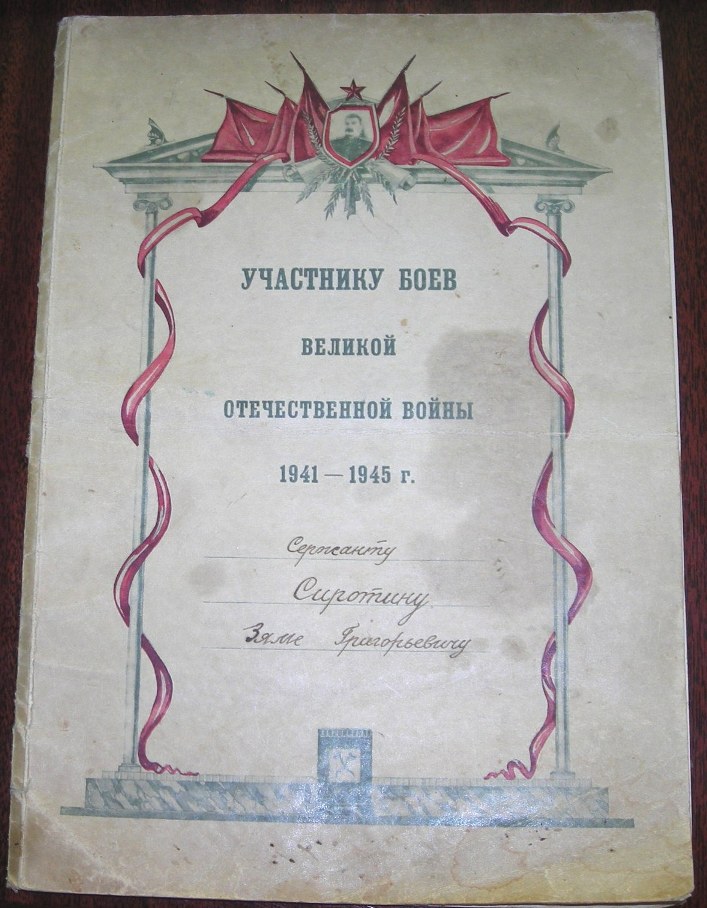 УЧАСТНИКУ БОЕВ
ВЕЛИКОЙ
ОТЕЧЕСТВЕННОЙ ВОЙНЫ
1941 — 1945 г.
Сержанту
Сиротину
Зяме Григорьевичу